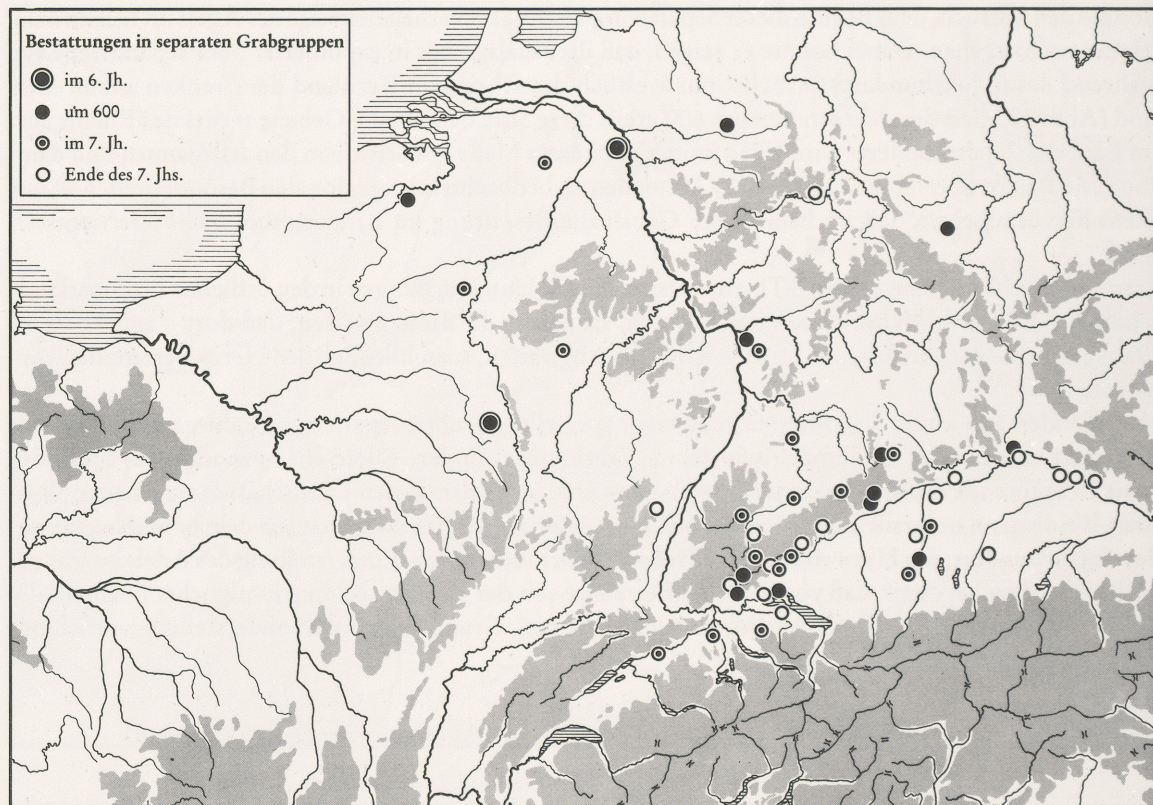 Bestattungen in separaten Grabgruppen
im 6. Jh.
um 600
im 7. Jh.
Ende des 7. Jhs.